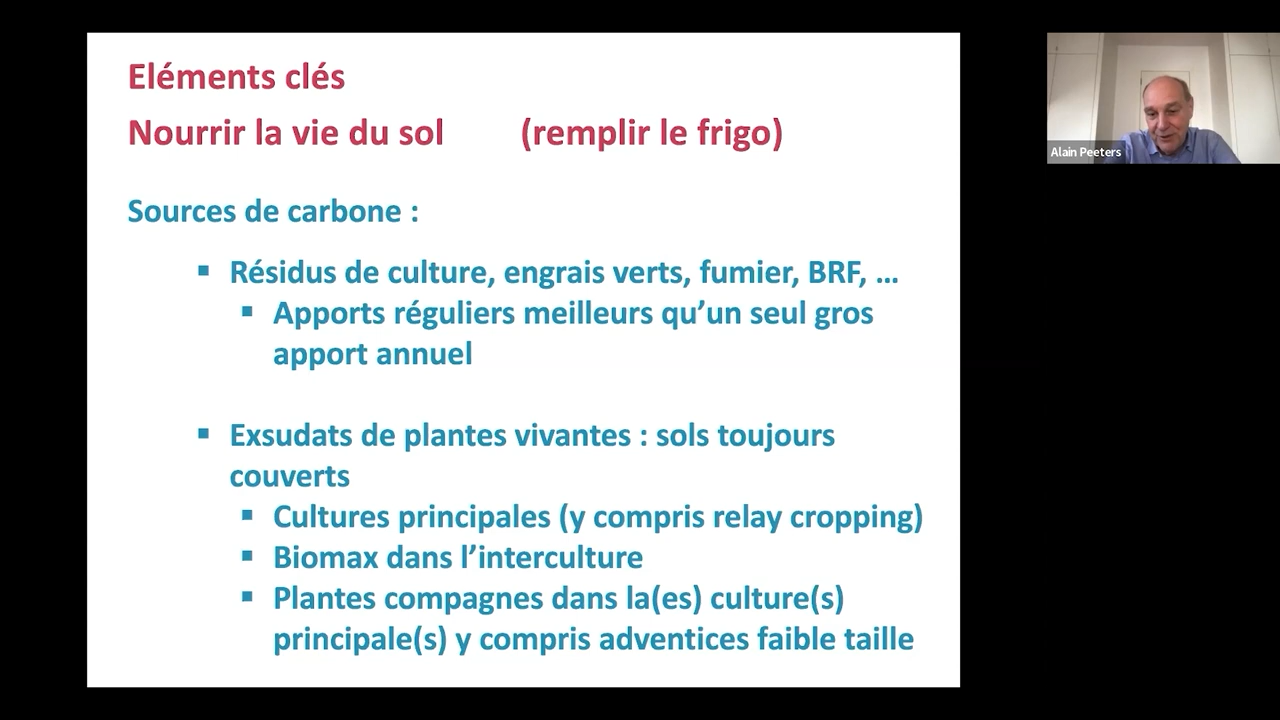 Eléments clés
Nourrir la vie du sol (remplir le frigo)
Sources de carbone :
▪ Résidus de culture, engrais verts, fumier, BRF, …
▪ Apports réguliers meilleurs qu’un seul gros
apport annuel
▪ Exsudats de plantes vivantes : sols toujours
couverts
▪ Cultures principales (y compris relay cropping)
▪ Biomax dans l’interculture
▪ Plantes compagnes dans la(es) culture(s)
principale(s) y compris adventices faible taille
Alain Peeters